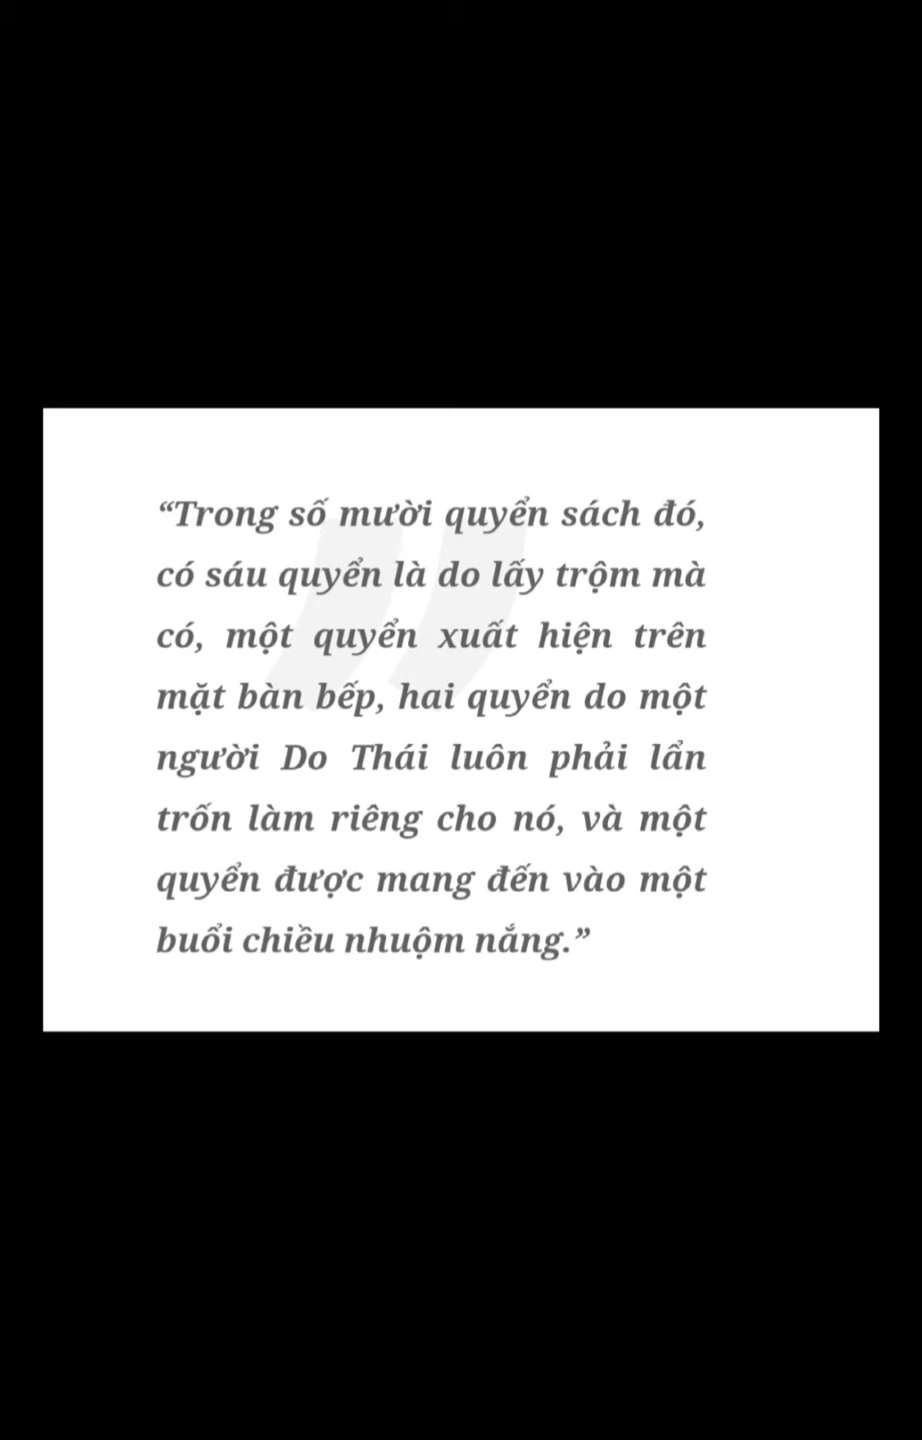 “Trong số mười quyển sách đó,
có sáu quyển là do lấy trộm mà
có, một quyển xuất hiện trên
mặt bàn bếp, hai quyển do một
người Do Thái luôn phải lẩn
trốn làm riêng cho nó, và một
quyển được mang đến vào một
buổi chiều nhuộm nắng.”